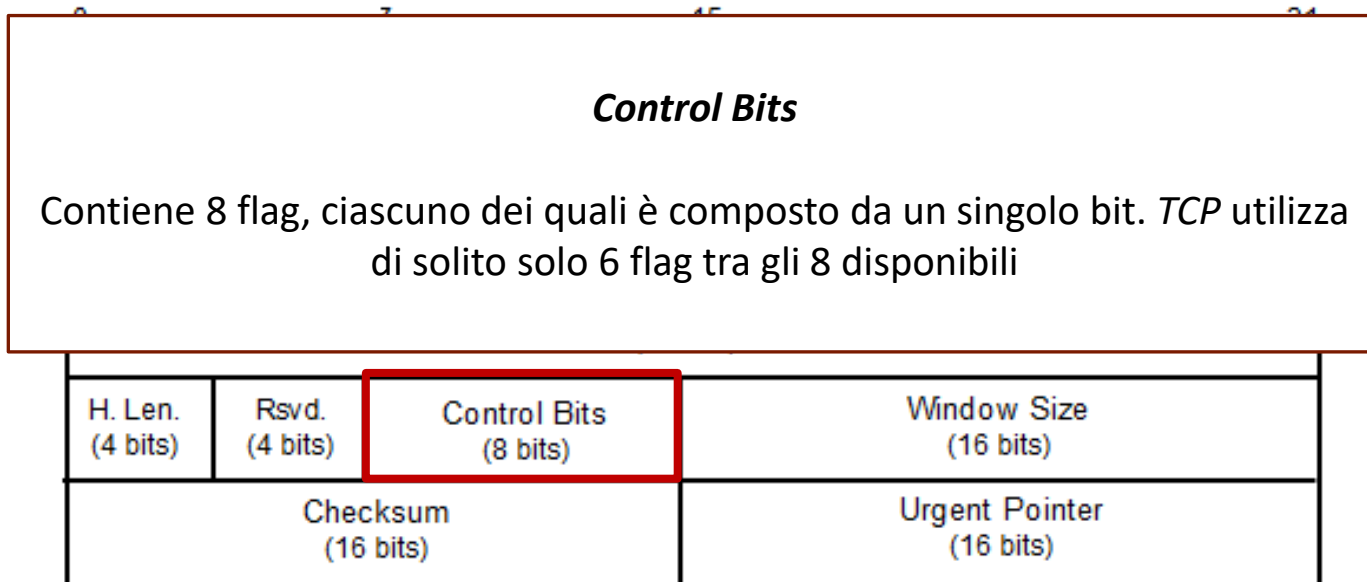 Control Bits
Contiene 8 flag, ciascuno dei quali è composto da un singolo bit. TCP utilizza
di solito solo 6 flag tra gli 8 disponibili
H. Len.
(4 bits)
Rsvd.
(4 bits)
Control Bits
(8 bits)
Window Size
(16 bits)
Checksum
(16 bits)
Urgent Pointer
(16 bits)